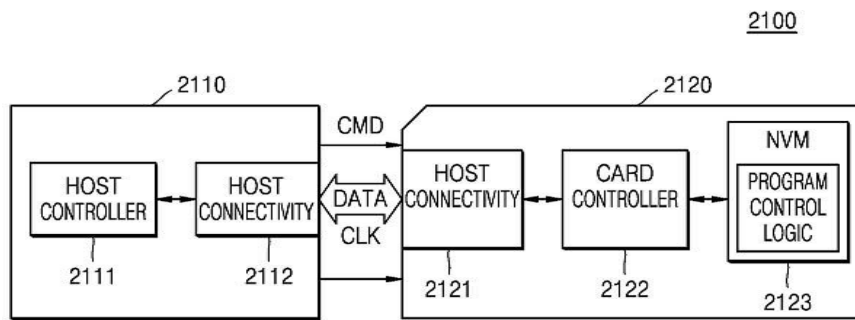 2100
2110
2120
CMD
NVM
HOST
CONTROLLER
HOST
CONNECTIVITY
DATA
HOST
CONNECTIVITY
CARD
CONTROLLER
PROGRAM
CONTROL
LOGIC
CLK
2111
2112
2121
2122
2123